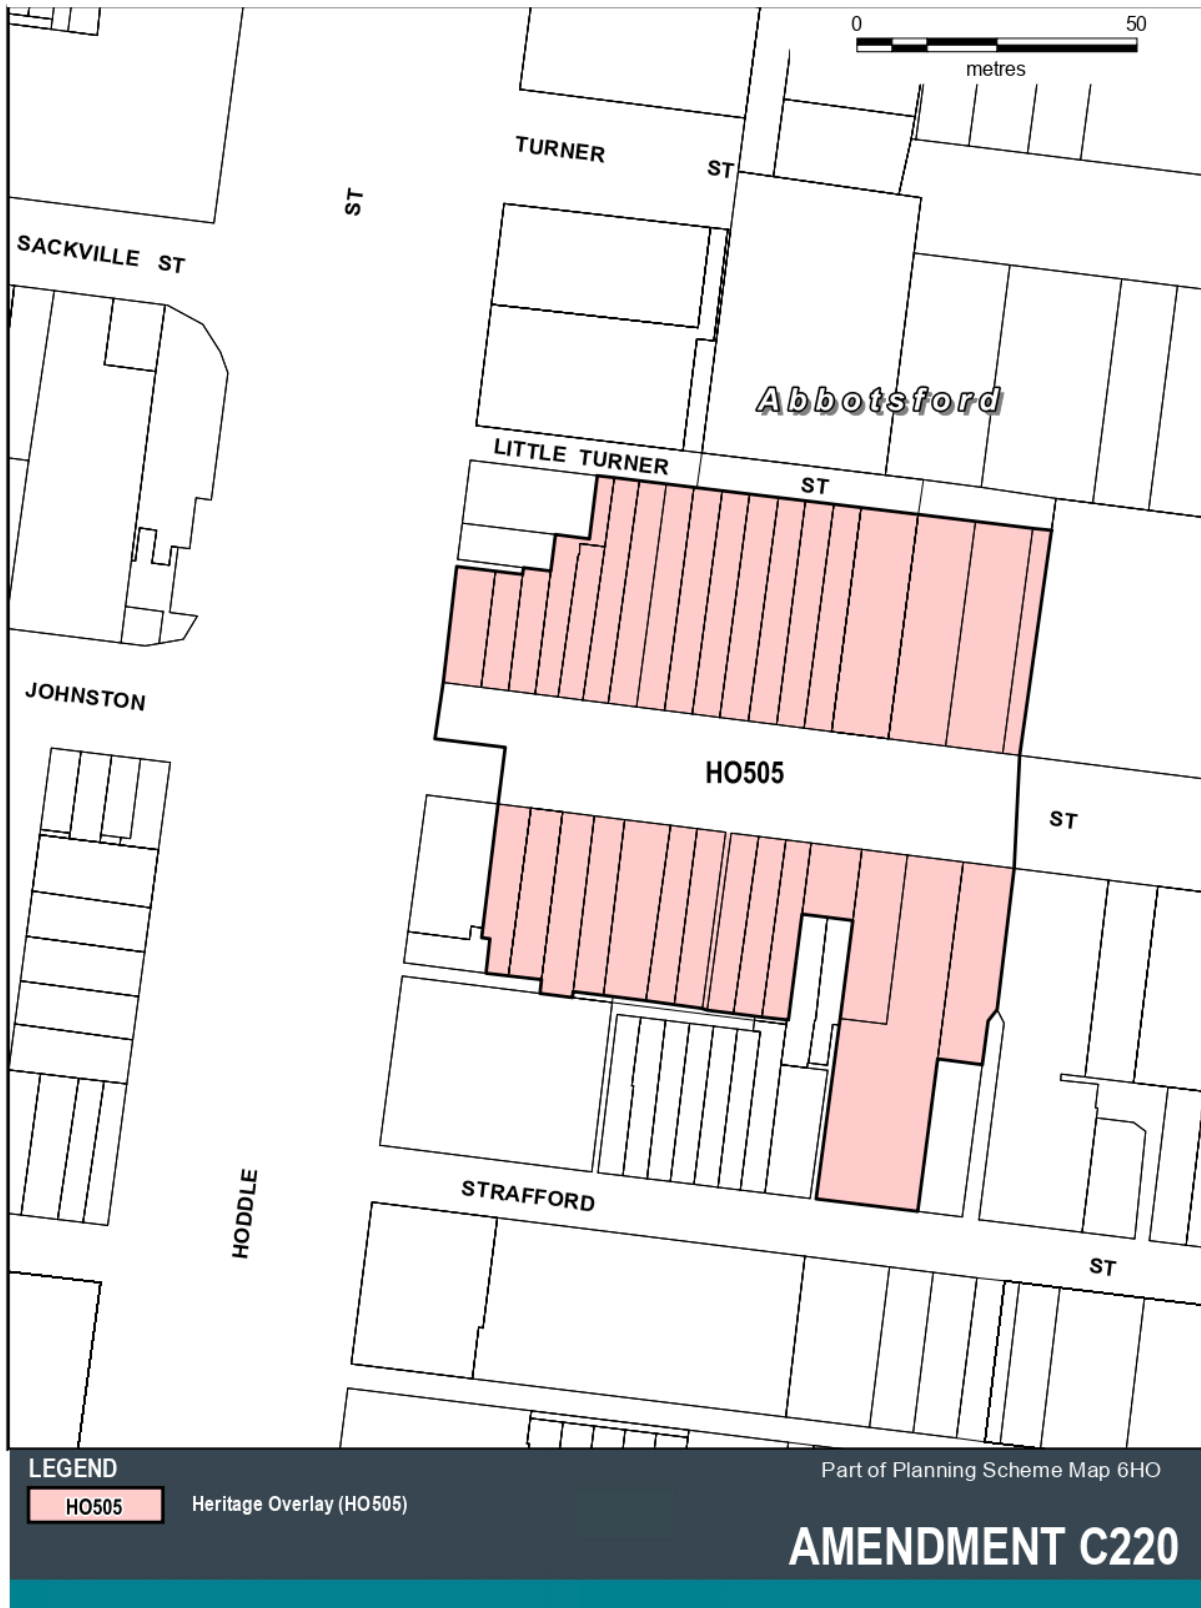 0 50
metres
TURNER ST
ST
SACKVILLE ST
Abbotsford
LITTLE TURNER ST
JOHNSTON
HO505
ST
HODDLE
STRAFFORD
ST
LEGEND
HO505 Heritage Overlay (HO505)
Part of Planning Scheme Map 6HO
AMENDMENT C220